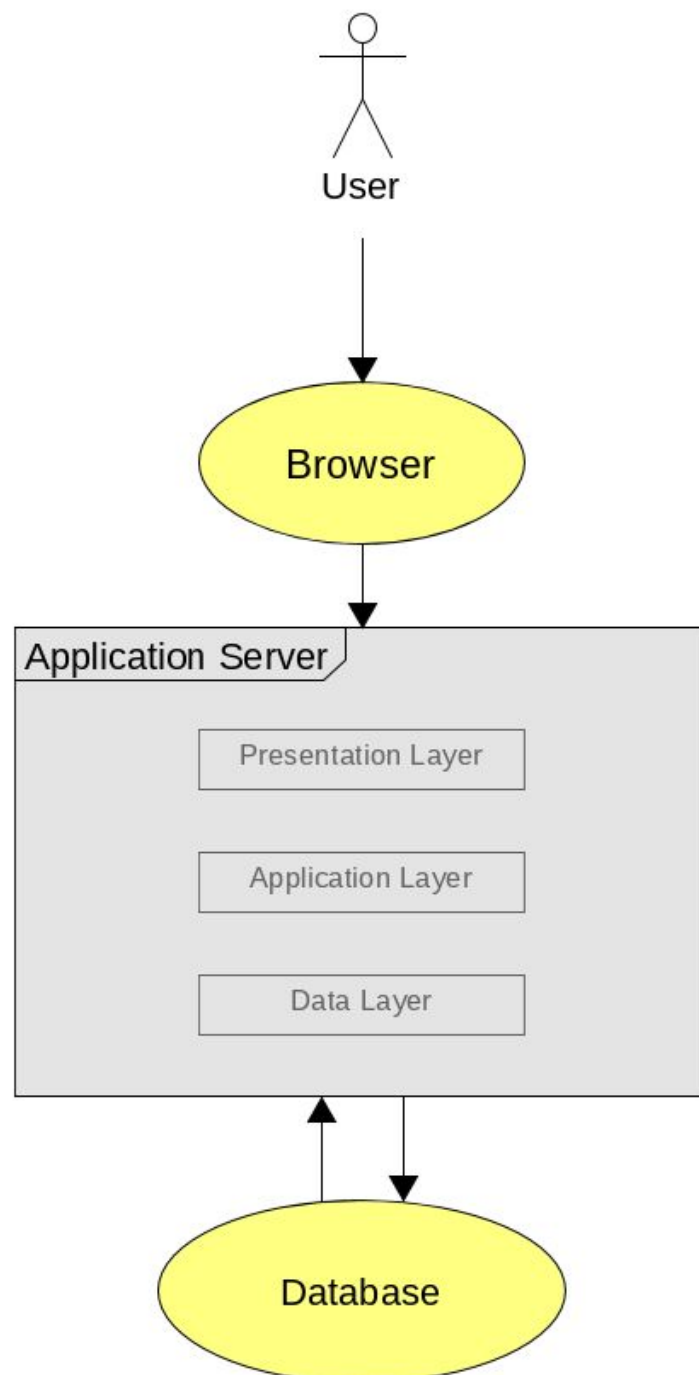 User
Browser
Application Server
Presentation Layer
Application Layer
Data Layer
Database